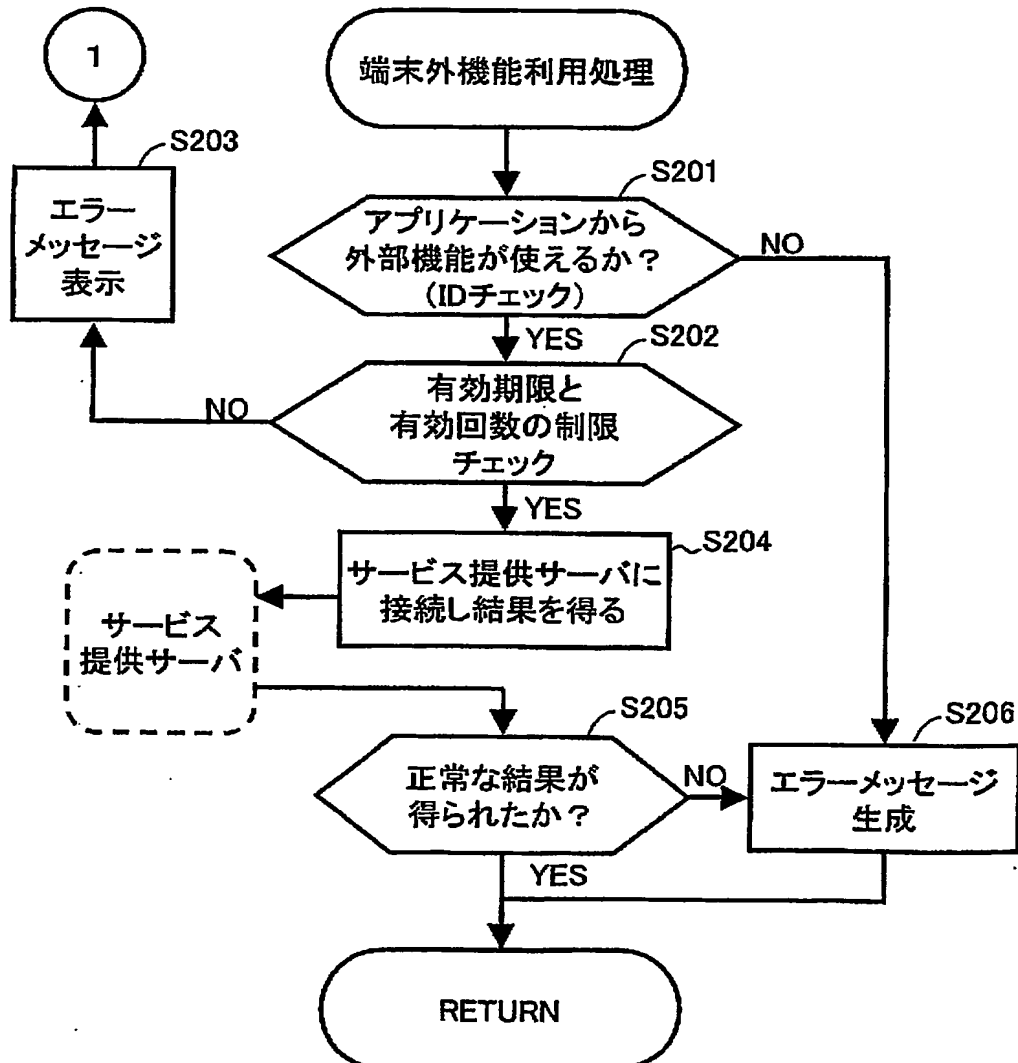 1
端末外機能利用処理
S203
エラー
メッセージ
表示
S201
アプリケーションから
外部機能が使えるか？
(IDチェック)
NO
YES
S202
有効期限と
有効回数の制限
チェック
NO
YES
S204
サービス提供サーバに
接続し結果を得る
サービス
提供サーバ
S205
正常な結果が
得られたか？
NO
S206
エラーメッセージ
生成
YES
RETURN